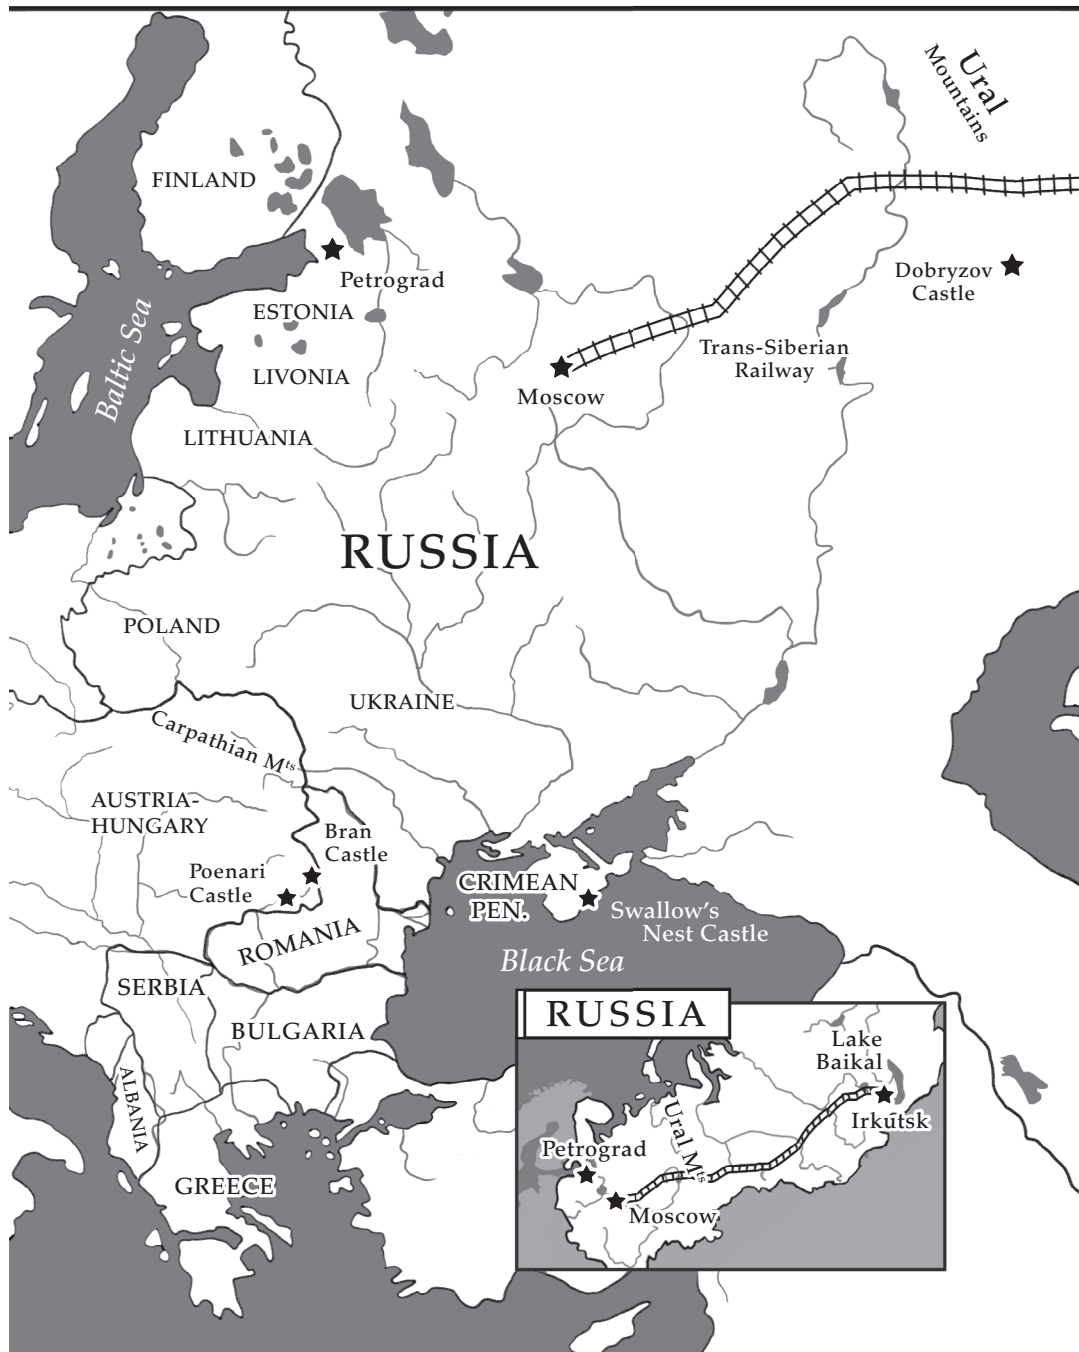 Ural
Mountains
FINLAND
Petrograd
Dobryzov
Castle
ESTONIA
Baltic Sea
Trans-Siberian
Railway
LIVONIA
Moscow
LITHUANIA
RUSSIA
POLAND
UKRAINE
Carpathian Mts
AUSTRIA-
HUNGARY
Bran
Castle
Poenari
Castle
CRIMEAN
PEN.
Swallow's
Nest Castle
ROMANIA
Black Sea
SERBIA
BULGARIA
ALBANIA
GREECE
RUSSIA
Lake
Baikal
Irkutsk
Ural Mts
Petrograd
Moscow